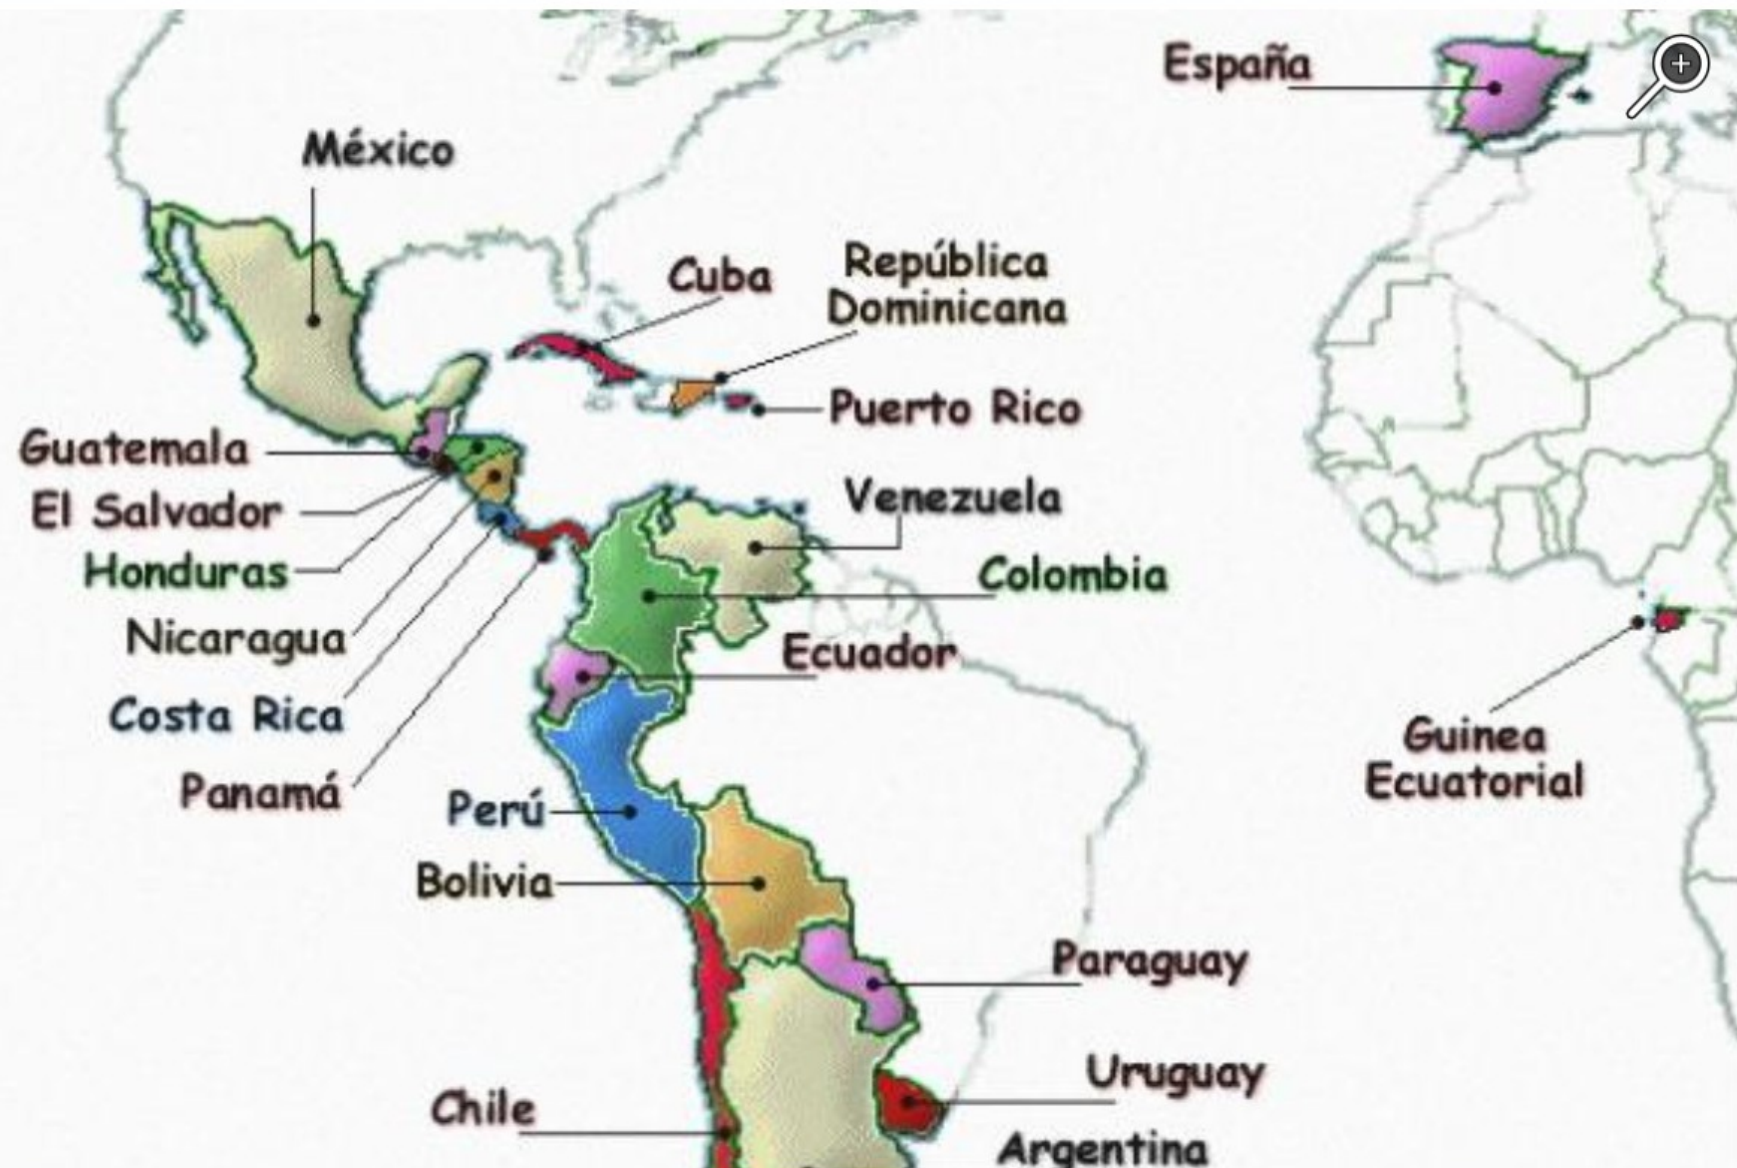 España
México
Cuba
República
Dominicana
Puerto Rico
Guatemala
El Salvador
Venezuela
Honduras
Colombia
Nicaragua
Ecuador
Costa Rica
Guinea
Ecuatorial
Panamá
Perú
Bolivia
Paraguay
Uruguay
Chile
Argentina